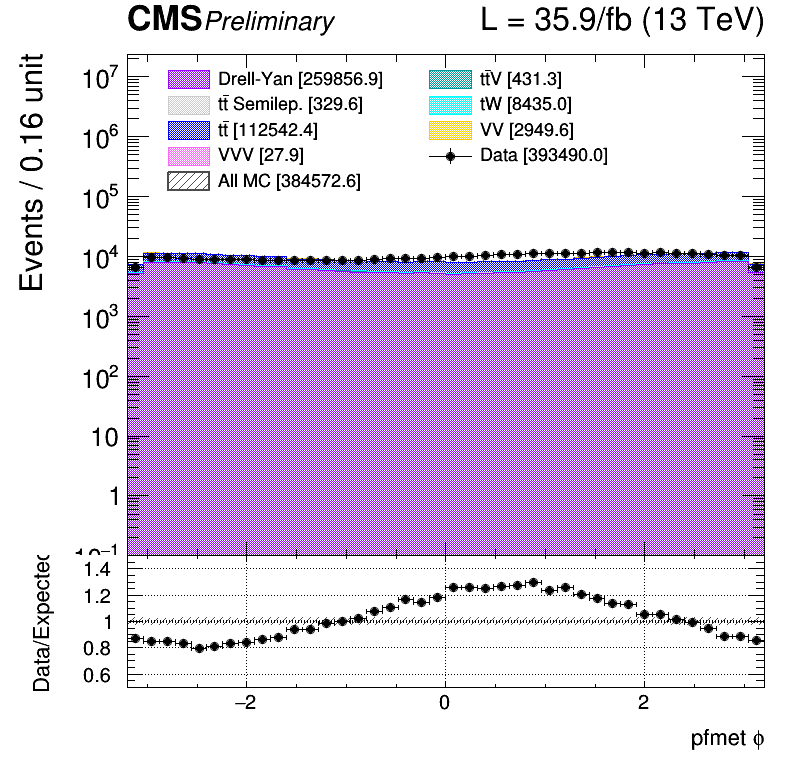 CMS Preliminary L = 35.9/fb (13 TeV)
Events / 0.16 unit
Drell-Yan [259856.9]
tt̄ Semilep. [329.6]
tt̄ [112542.4]
VVV [27.9]
All MC [384572.6]
tt̄V [431.3]
tW [8435.0]
VV [2949.6]
Data [393490.0]
10⁷
10⁶
10⁵
10⁴
10³
10²
10
1
10⁻¹
Data/Expected
1.4
1.2
1
0.8
0.6
−2 0 2
pfmet ϕ